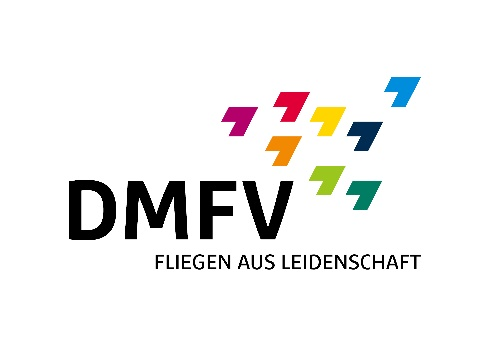 DMFV
FLIEGEN AUS LEIDENSCHAFT